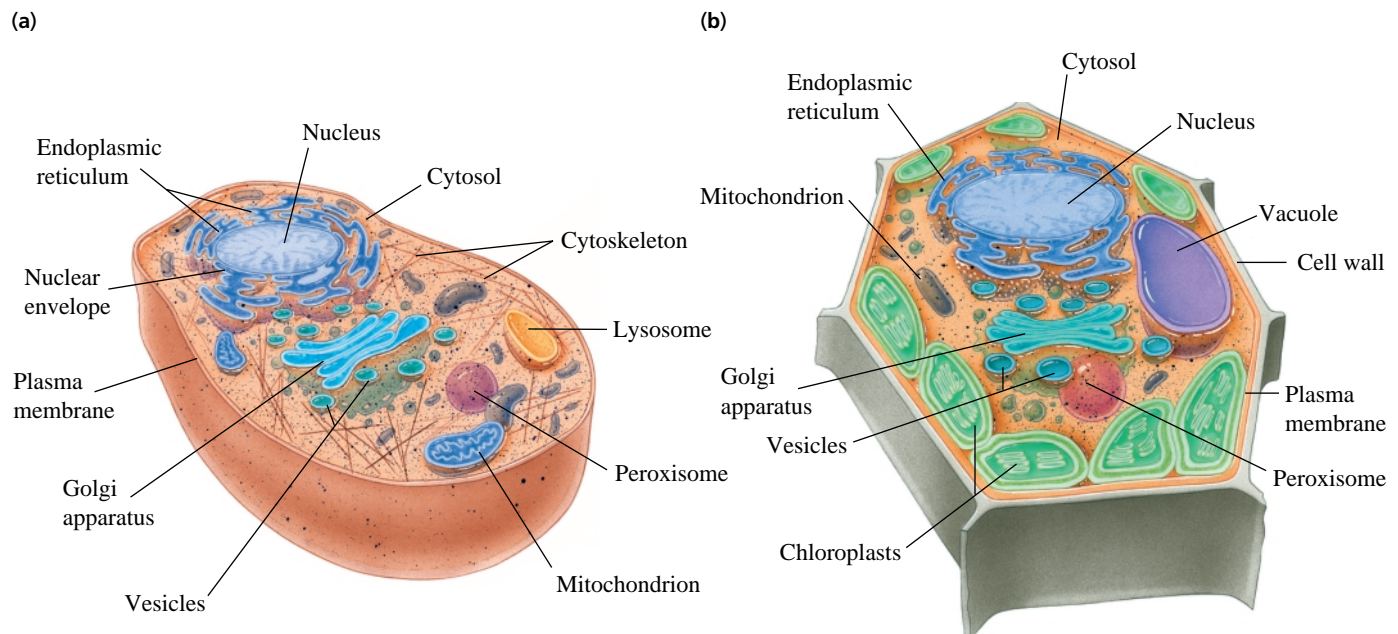 (a)
Nucleus
Endoplasmic
reticulum
Cytosol
Cytoskeleton
Nuclear
envelope
Lysosome
Plasma
membrane
Peroxisome
Golgi
apparatus
Mitochondrion
Vesicles
(b)
Cytosol
Endoplasmic
reticulum
Nucleus
Mitochondrion
Vacuole
Cell wall
Golgi
apparatus
Plasma
membrane
Vesicles
Peroxisome
Chloroplasts